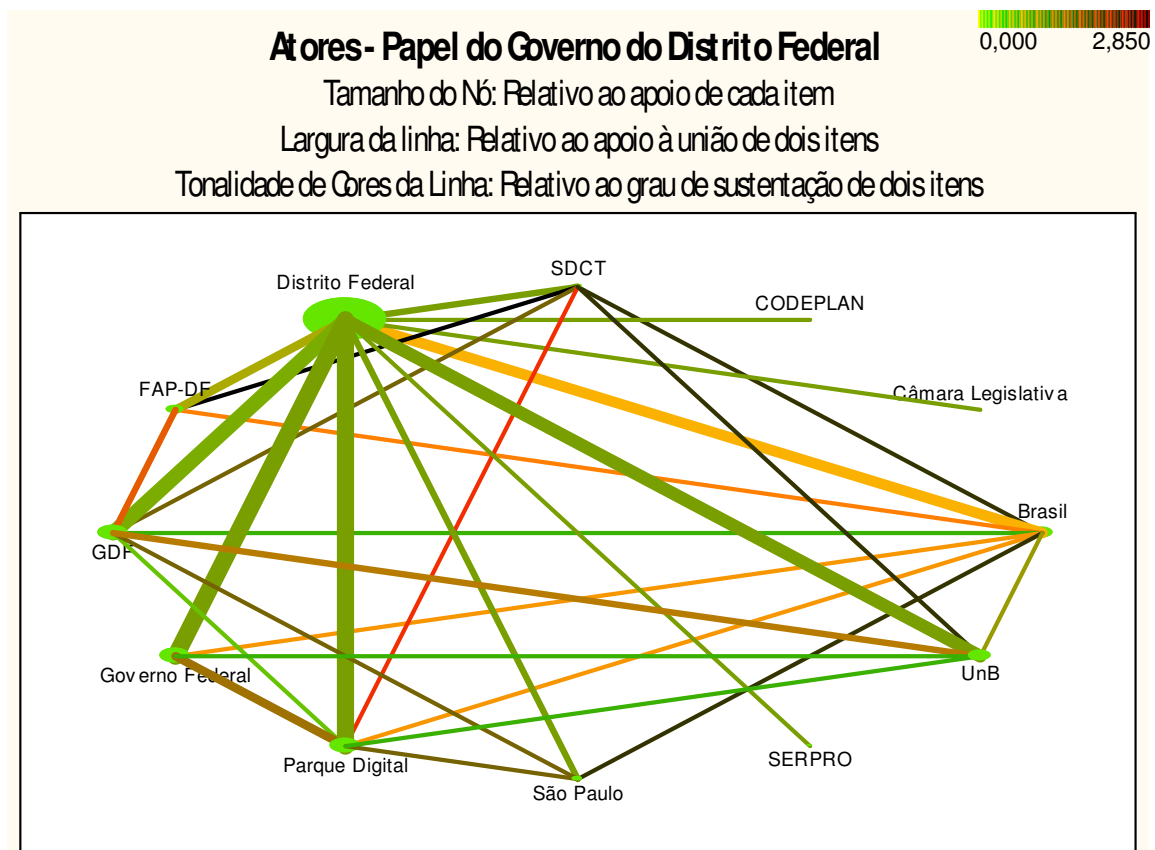 0,000 2,850
Atores - Papel do Governo do Distrito Federal
Tamanho do Nó: Relativo ao apoio de cada item
Largura da linha: Relativo ao apoio à união de dois itens
Tonalidade de Cores da Linha: Relativo ao grau de sustentação de dois itens
SDCT
Distrito Federal
CODEPLAN
FAP-DF
Câmara Legislativa
Brasil
GDF
Governo Federal
UnB
Parque Digital
SERPRO
São Paulo